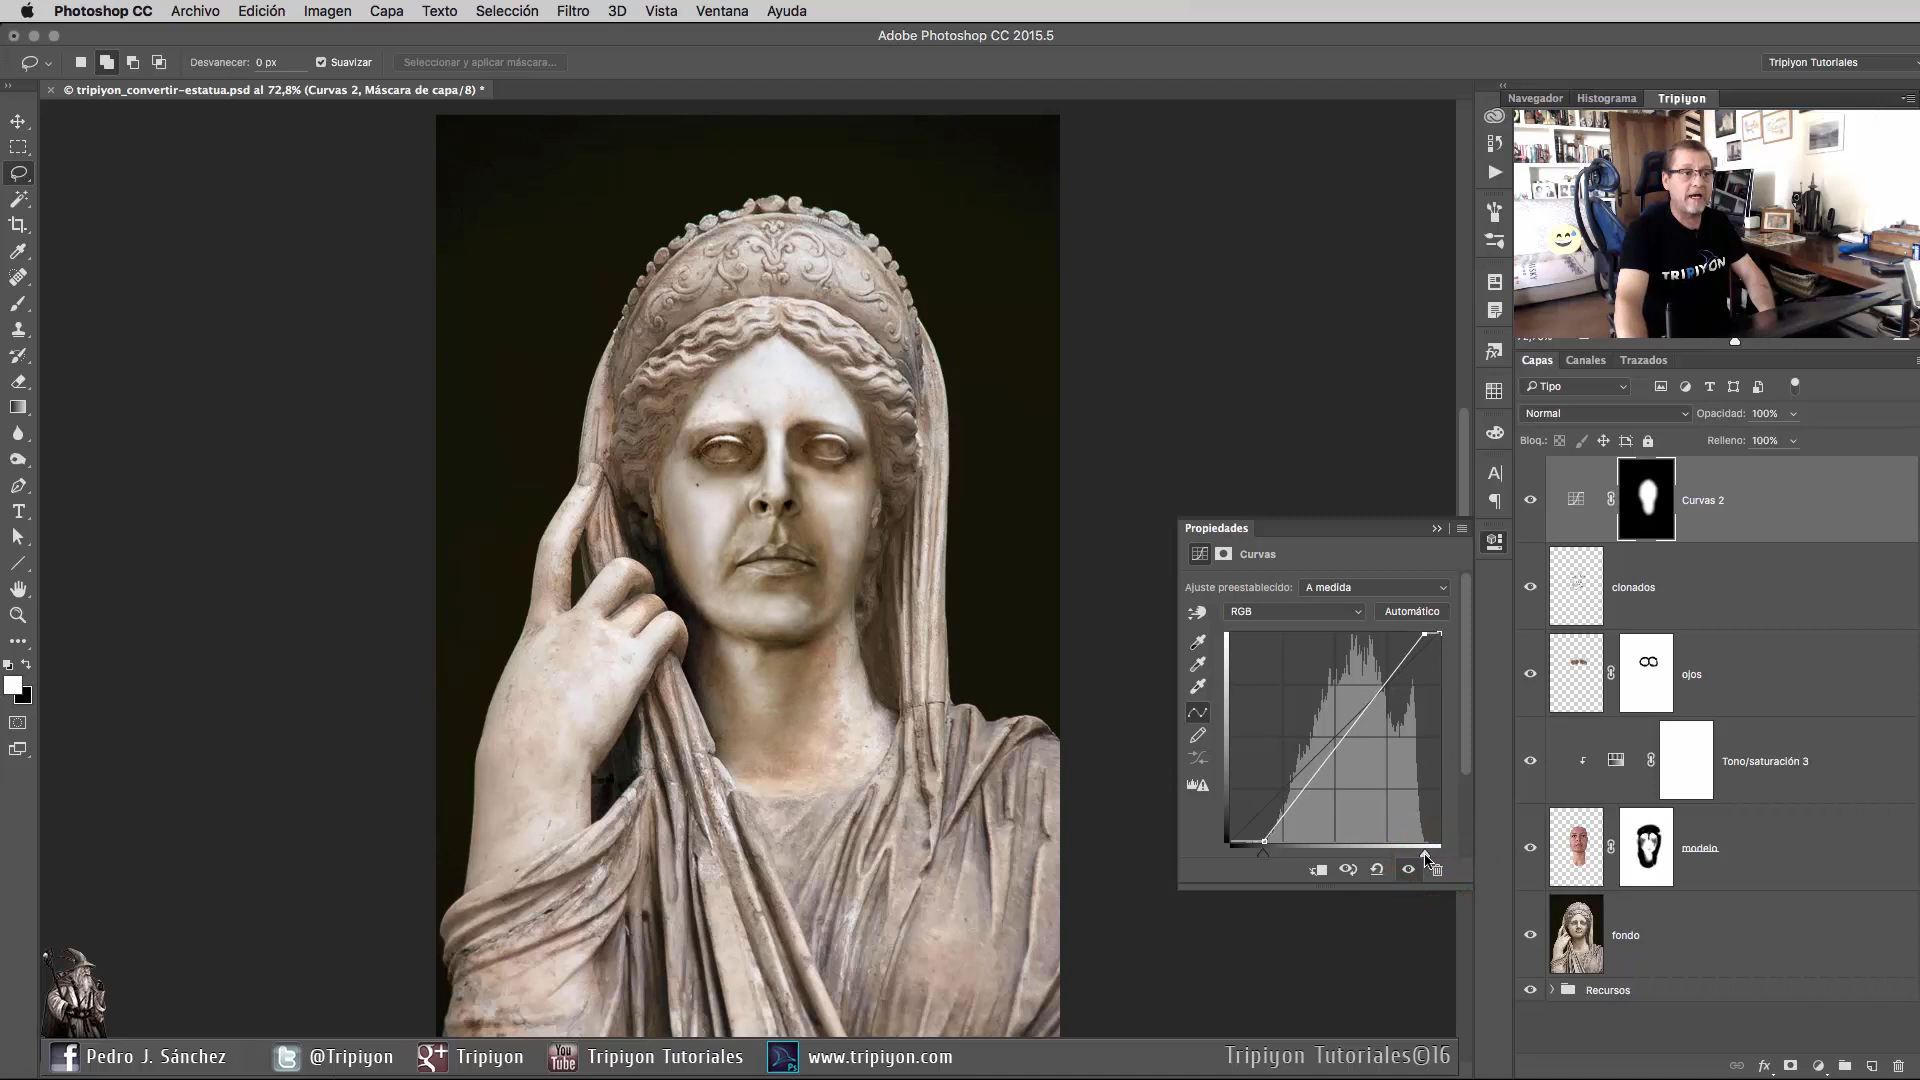 Photoshop CC Archivo Edición Imagen Capa Texto Selección Filtro 3D Vista Ventana Ayuda
Adobe Photoshop CC 2015.5
Desvanecer: 0 px Suavizar Seleccionar y aplicar máscara... Tripiyon Tutoriales
© tripiyon_convertir-estatua.psd al 72,8% (Curvas 2, Máscara de capa/8) *
Navegador Histograma Tripiyon
TRIPIYON
Capas Canales Trazados
Tipo
Normal Opacidad: 100%
Bloq.: Relleno: 100%
Curvas 2
clonados
ojos
Tono/saturación 3
modelo
fondo
Recursos
Propiedades
Curvas
Ajuste preestablecido: A medida
RGB Automático
Pedro J. Sánchez @Tripiyon Tripiyon You Tube Tripiyon Tutoriales Ps www.tripiyon.com Tripiyon Tutoriales©16